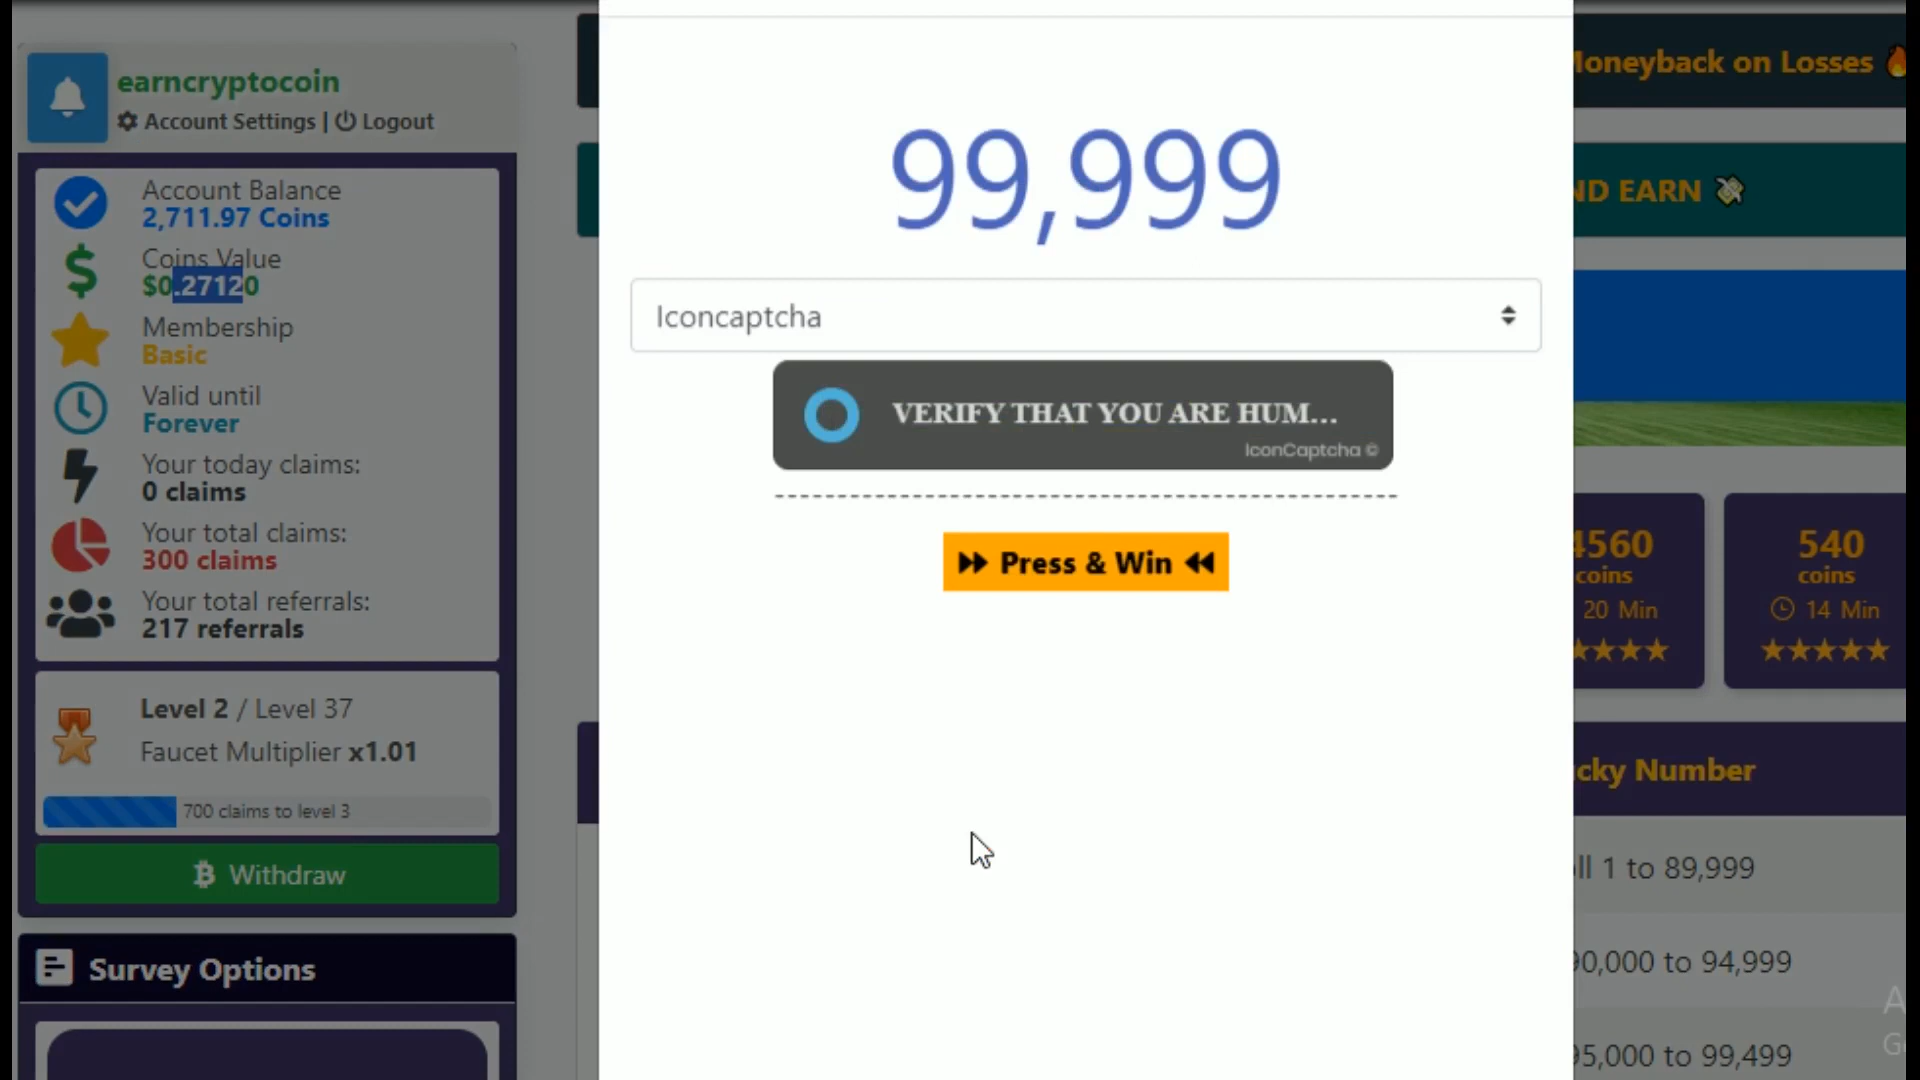 earncryptocoin
Account Settings | Logout
Account Balance
2,711.97 Coins
Coins Value
$0.27120
Membership
Basic
Valid until
Forever
Your today claims:
0 claims
Your total claims:
300 claims
Your total referrals:
217 referrals
Level 2 / Level 37
Faucet Multiplier x1.01
700 claims to level 3
Withdraw
Survey Options
99,999
Iconcaptcha
VERIFY THAT YOU ARE HUM...
IconCaptcha ©
Press & Win
on Losses
EARN
4560
coins
20 Min
★★★★
540
coins
14 Min
★★★★★
Number
1 to 89,999
90,000 to 94,999
95,000 to 99,499